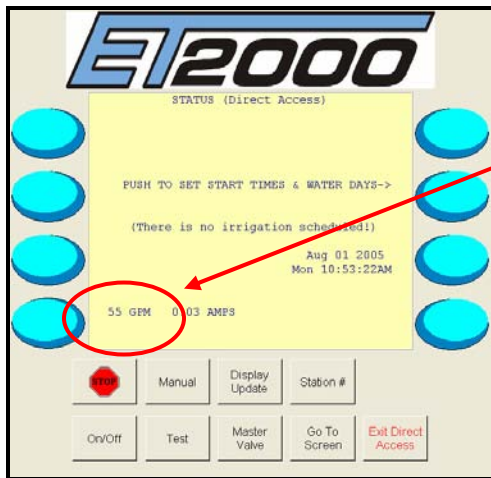 ET2000
STATUS (Direct Access)
PUSH TO SET START TIMES & WATER DAYS->
(There is no irrigation scheduled!)
Aug 01 2005
Mon 10:53:22AM
55 GPM 0.03 AMPS
STOP
Manual
Display
Update
Station #
On/Off
Test
Master
Valve
Go To
Screen
Exit Direct
Access